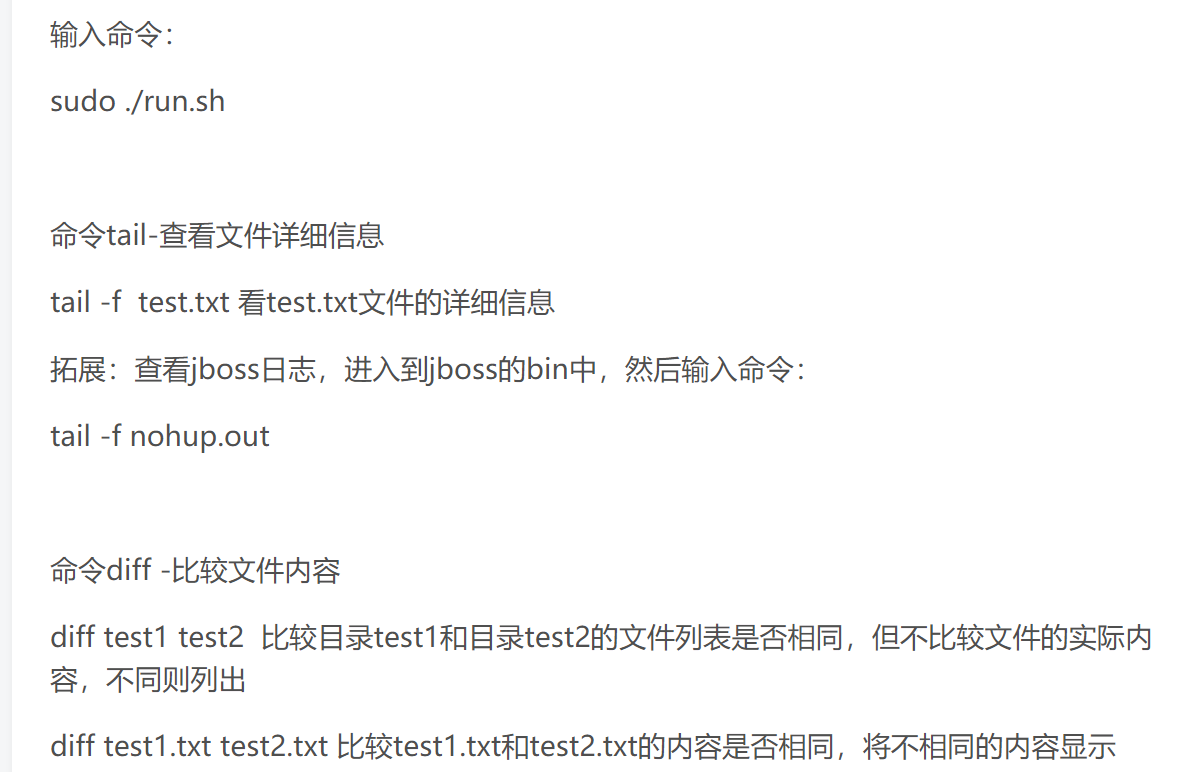 输入命令：
sudo ./run.sh
命令tail-查看文件详细信息
tail -f  test.txt 看test.txt文件的详细信息
拓展：查看jboss日志，进入到jboss的bin中，然后输入命令：
tail -f nohup.out
命令diff -比较文件内容
diff test1 test2  比较目录test1和目录test2的文件列表是否相同，但不比较文件的实际内
容，不同则列出
diff test1.txt test2.txt 比较test1.txt和test2.txt的内容是否相同，将不相同的内容显示